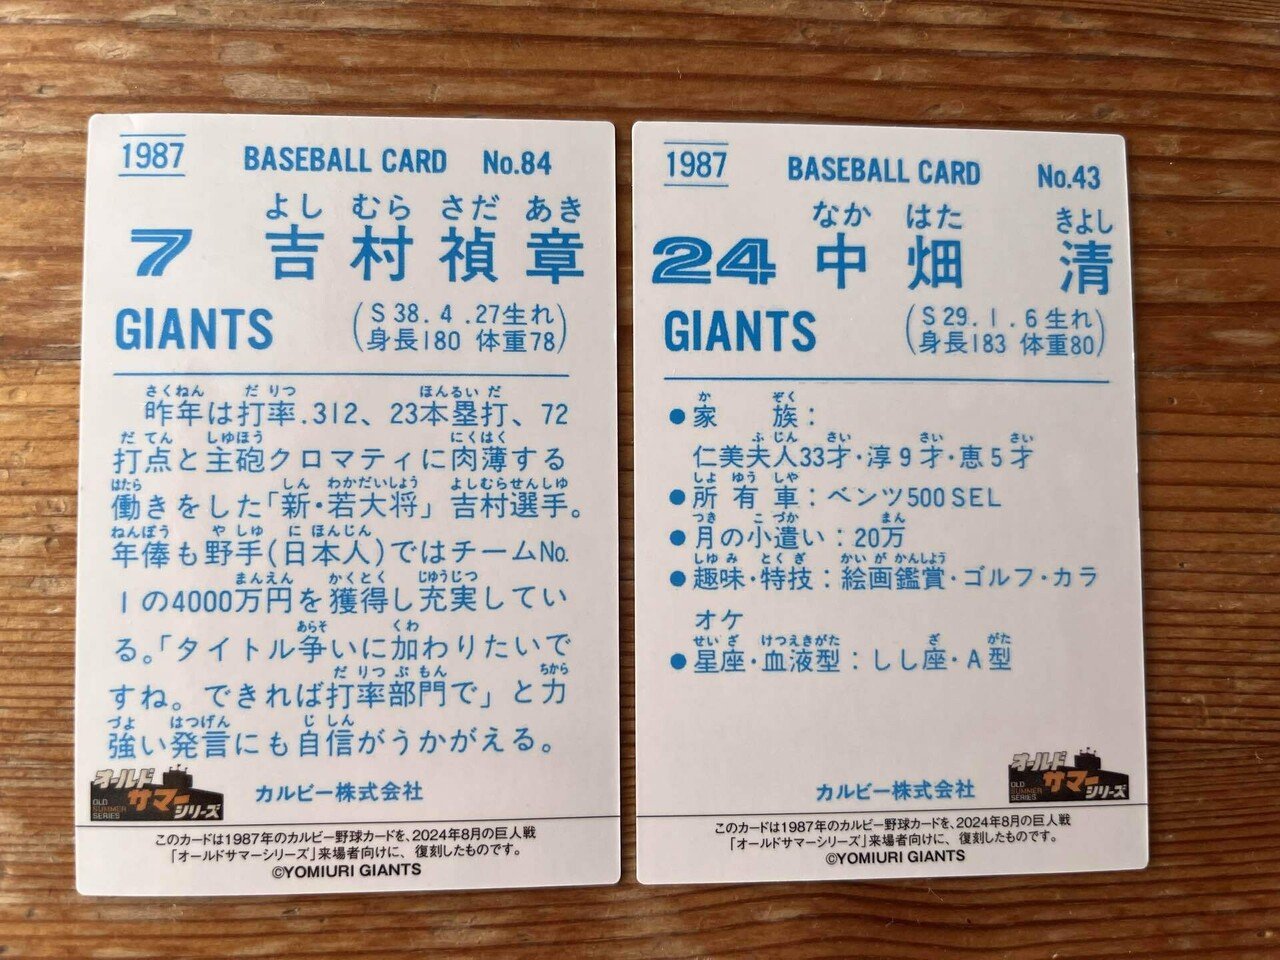 1987 BASEBALL CARD No.84
よし むら さだ あき
7 吉村禎章
GIANTS
(S38.4.27生れ
身長180 体重78)
さくねん だ りつ ほんるい だ
昨年は打率.312、23本塁打、72
だ てん しゅほう にくはく
打点と主砲クロマティに肉薄する
はたら しん わかだいしょう よしむらせんしゅ
働きをした「新・若大将」吉村選手。
ねんぽう や しゅ に ほんじん
年俸も野手(日本人)ではチームNo.
まんえん かくとく じゅうじつ
1の4000万円を獲得し充実してい
あらそ くわ
る。「タイトル争いに加わりたいで
だ りつ ぶ もん ちから
すね。できれば打率部門で」と力
づよ はつげん じ しん
強い発言にも自信がうかがえる。
オールド
サマー
シリーズ
OLD
SUMMER
SERIES
カルビー株式会社
このカードは1987年のカルビー野球カードを、2024年8月の巨人戦
「オールドサマーシリーズ」来場者向けに、復刻したものです。
©YOMIURI GIANTS
1987 BASEBALL CARD No.43
なか はた きよし
24 中畑 清
GIANTS
(S29.1.6生れ
身長183 体重80)
か ぞく
●家 族:
ふ じん さい さい さい
仁美夫人33才・淳9才・恵5才
しょ ゆう しゃ
●所有車:ベンツ500SEL
つき こ づか まん
●月の小遣い:20万
しゅ み とく ぎ かい が かんしょう
●趣味・特技:絵画鑑賞・ゴルフ・カラ
オケ
せい ざ けつえきがた ざ がた
●星座・血液型:しし座・A型
カルビー株式会社
オールド
サマー
シリーズ
OLD
SUMMER
SERIES
このカードは1987年のカルビー野球カードを、2024年8月の巨人戦
「オールドサマーシリーズ」来場者向けに、復刻したものです。
©YOMIURI GIANTS